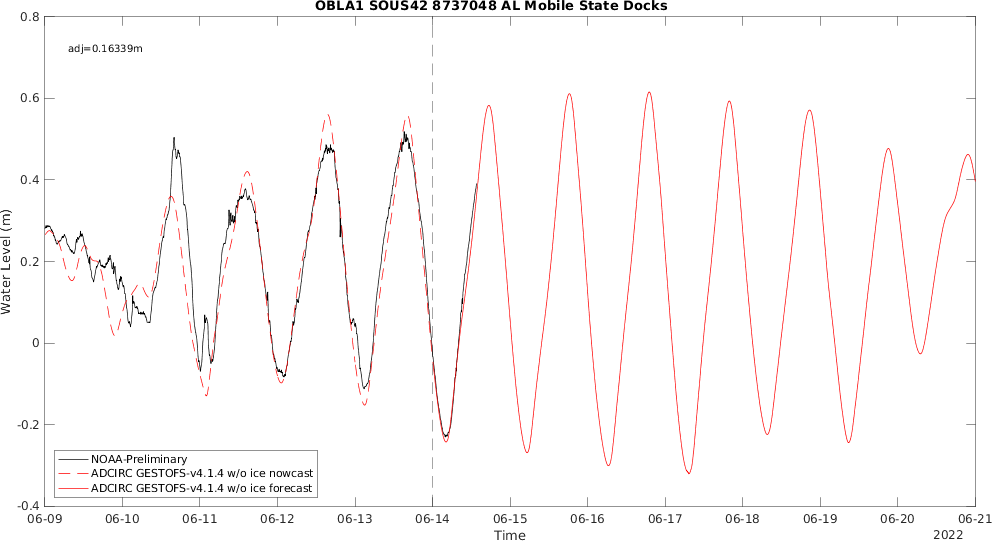 OBLA1 SOUS42 8737048 AL Mobile State Docks
adj=0.16339m
Water Level (m)
0.8
0.6
0.4
0.2
0
-0.2
-0.4
NOAA-Preliminary
ADCIRC GESTOFS-v4.1.4 w/o ice nowcast
ADCIRC GESTOFS-v4.1.4 w/o ice forecast
06-09 06-10 06-11 06-12 06-13 06-14 06-15 06-16 06-17 06-18 06-19 06-20 06-21
Time
2022